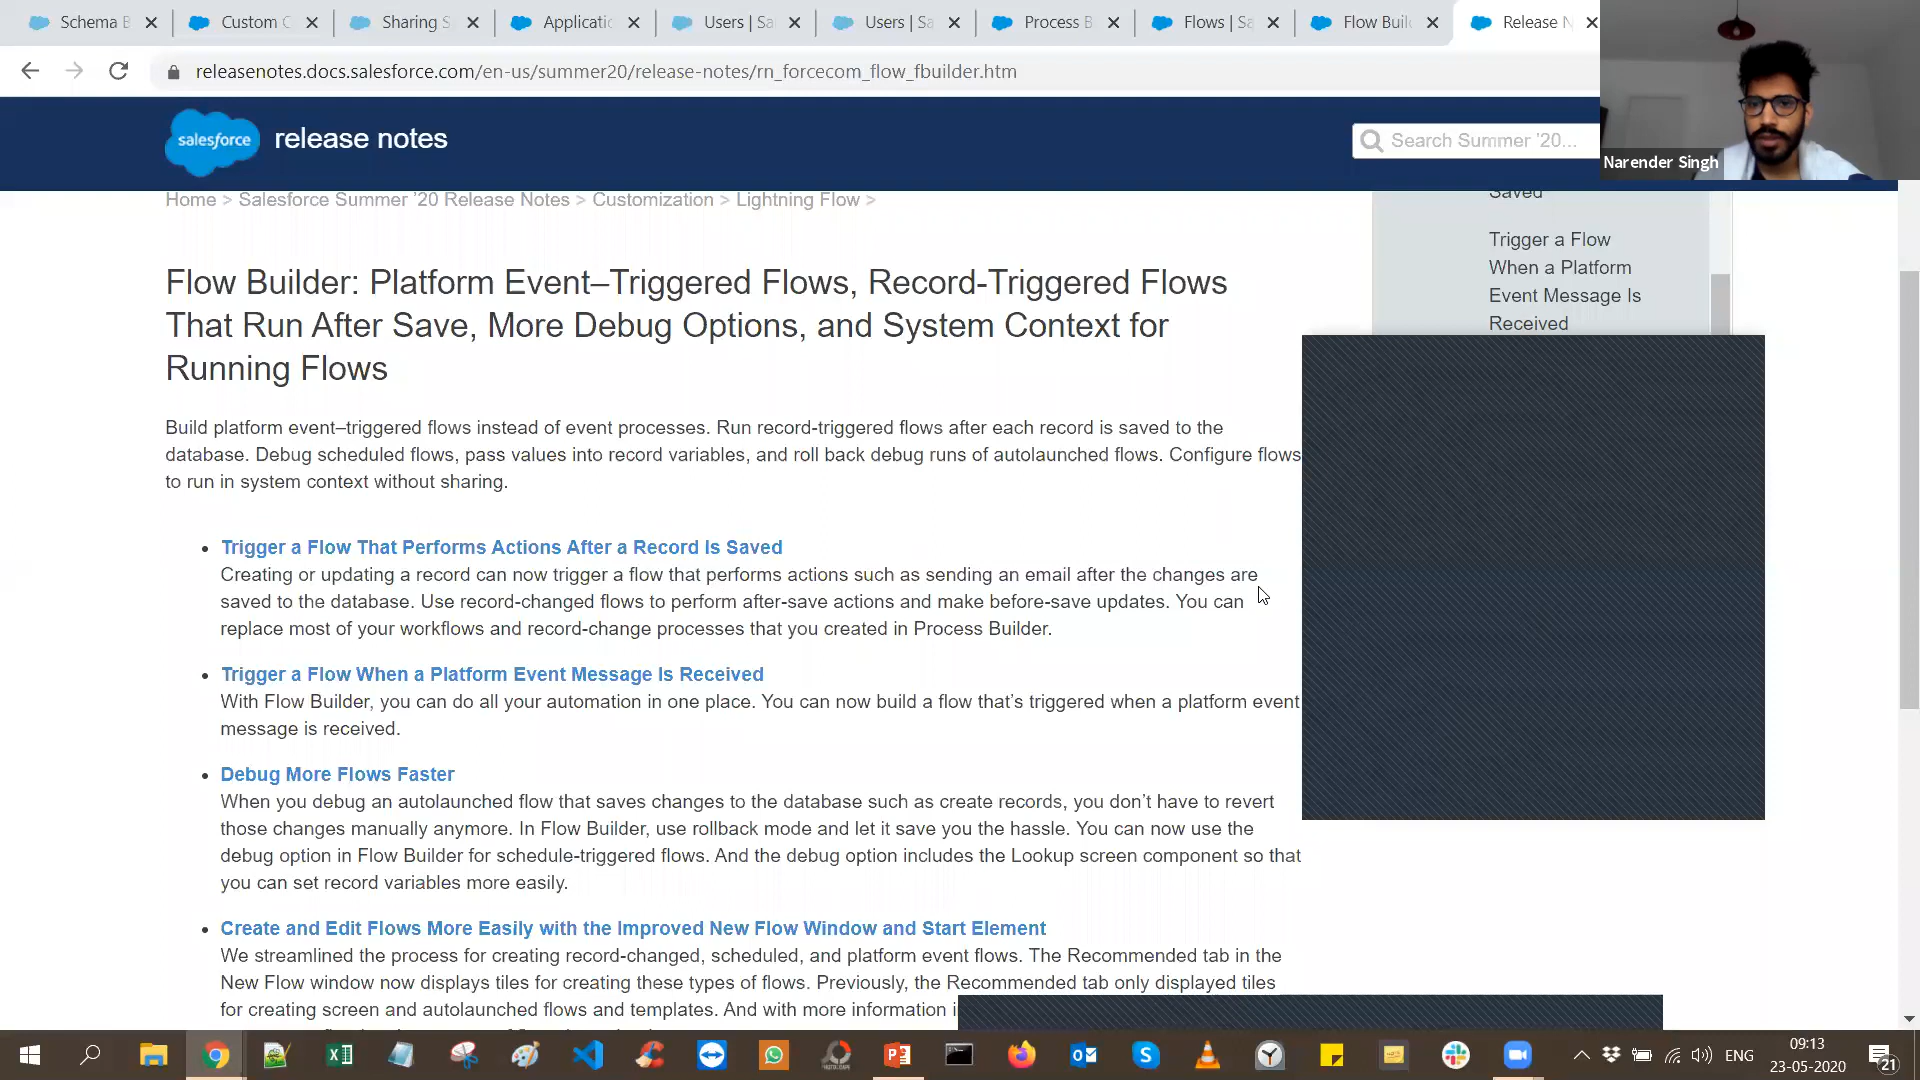 Schema B
Custom C
Sharing S
Applicatic
Users | Sa
Users | Sa
Process B
Flows | Sa
Flow Buil
Release N
releasenotes.docs.salesforce.com/en-us/summer20/release-notes/rn_forcecom_flow_fbuilder.htm
salesforce release notes
Search Summer '20...
Narender Singh
Home > Salesforce Summer '20 Release Notes > Customization > Lightning Flow >
Saved
Trigger a Flow
When a Platform
Event Message Is
Received
Flow Builder: Platform Event–Triggered Flows, Record-Triggered Flows
That Run After Save, More Debug Options, and System Context for
Running Flows
Build platform event–triggered flows instead of event processes. Run record-triggered flows after each record is saved to the
database. Debug scheduled flows, pass values into record variables, and roll back debug runs of autolaunched flows. Configure flows
to run in system context without sharing.
• Trigger a Flow That Performs Actions After a Record Is Saved
Creating or updating a record can now trigger a flow that performs actions such as sending an email after the changes are
saved to the database. Use record-changed flows to perform after-save actions and make before-save updates. You can
replace most of your workflows and record-change processes that you created in Process Builder.
• Trigger a Flow When a Platform Event Message Is Received
With Flow Builder, you can do all your automation in one place. You can now build a flow that's triggered when a platform event
message is received.
• Debug More Flows Faster
When you debug an autolaunched flow that saves changes to the database such as create records, you don't have to revert
those changes manually anymore. In Flow Builder, use rollback mode and let it save you the hassle. You can now use the
debug option in Flow Builder for schedule-triggered flows. And the debug option includes the Lookup screen component so that
you can set record variables more easily.
• Create and Edit Flows More Easily with the Improved New Flow Window and Start Element
We streamlined the process for creating record-changed, scheduled, and platform event flows. The Recommended tab in the
New Flow window now displays tiles for creating these types of flows. Previously, the Recommended tab only displayed tiles
for creating screen and autolaunched flows and templates. And with more information i
ENG
09:13
23-05-2020
21